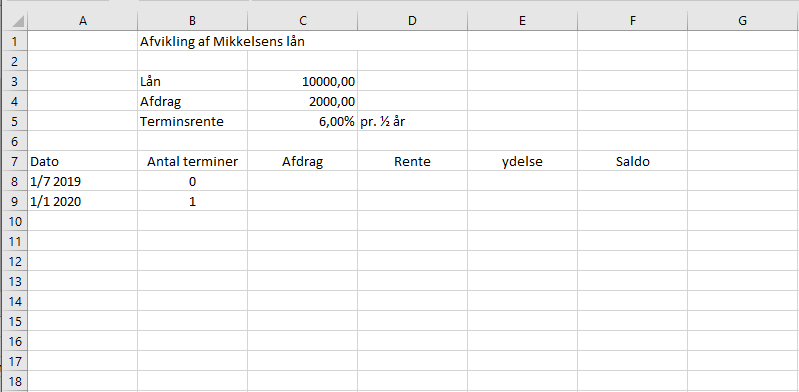 A B C D E F G
1 Afvikling af Mikkelsens lån
2
3 Lån 10000,00
4 Afdrag 2000,00
5 Terminsrente 6,00% pr. ½ år
6
7 Dato Antal terminer Afdrag Rente ydelse Saldo
8 1/7 2019 0
9 1/1 2020 1
10
11
12
13
14
15
16
17
18